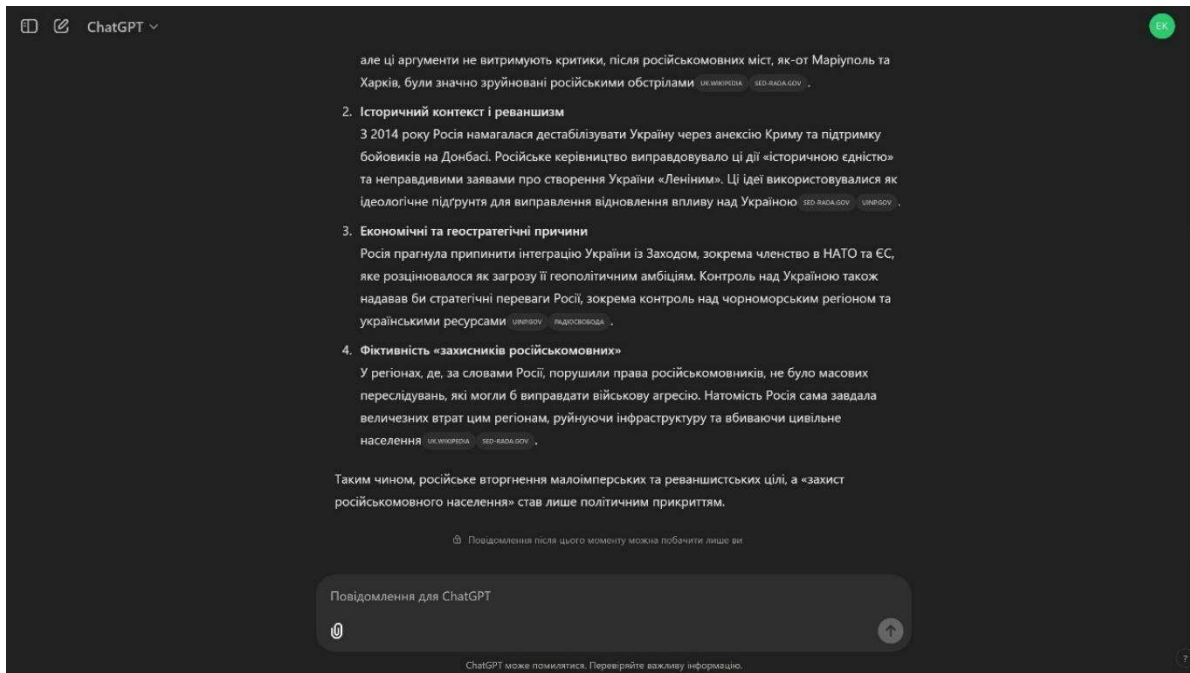 ChatGPT
EK
але ці аргументи не витримують критики, після російськомовних міст, як-от Маріуполь та
Харків, були значно зруйновані російськими обстрілами UK.WIKIPEDIA SED-RADA.GOV .
2. Історичний контекст і реваншизм
З 2014 року Росія намагалася дестабілізувати Україну через анексію Криму та підтримку
бойовиків на Донбасі. Російське керівництво виправдовувало ці дії «історичною єдністю»
та неправдивими заявами про створення України «Леніним». Ці ідеї використовувалися як
ідеологічне підґрунтя для виправлення відновлення впливу над Україною SED-RADA.GOV UINP.GOV .
3. Економічні та геостратегічні причини
Росія прагнула припинити інтеграцію України із Заходом, зокрема членство в НАТО та ЄС,
яке розцінювалося як загрозу її геополітичним амбіціям. Контроль над Україною також
надавав би стратегічні переваги Росії, зокрема контроль над чорноморським регіоном та
українськими ресурсами UINP.GOV РАДІОСВОБОДА .
4. Фіктивність «захисників російськомовних»
У регіонах, де, за словами Росії, порушили права російськомовників, не було масових
переслідувань, які могли б виправдати військову агресію. Натомість Росія сама завдала
величезних втрат цим регіонам, руйнуючи інфраструктуру та вбиваючи цивільне
населення UK.WIKIPEDIA SED-RADA.GOV .
Таким чином, російське вторгнення малоімперських та реваншистських цілі, а «захист
російськомовного населення» став лише політичним прикриттям.
Повідомлення після цього моменту можна побачити лише ви
Повідомлення для ChatGPT
ChatGPT може помилятися. Перевіряйте важливу інформацію.
?